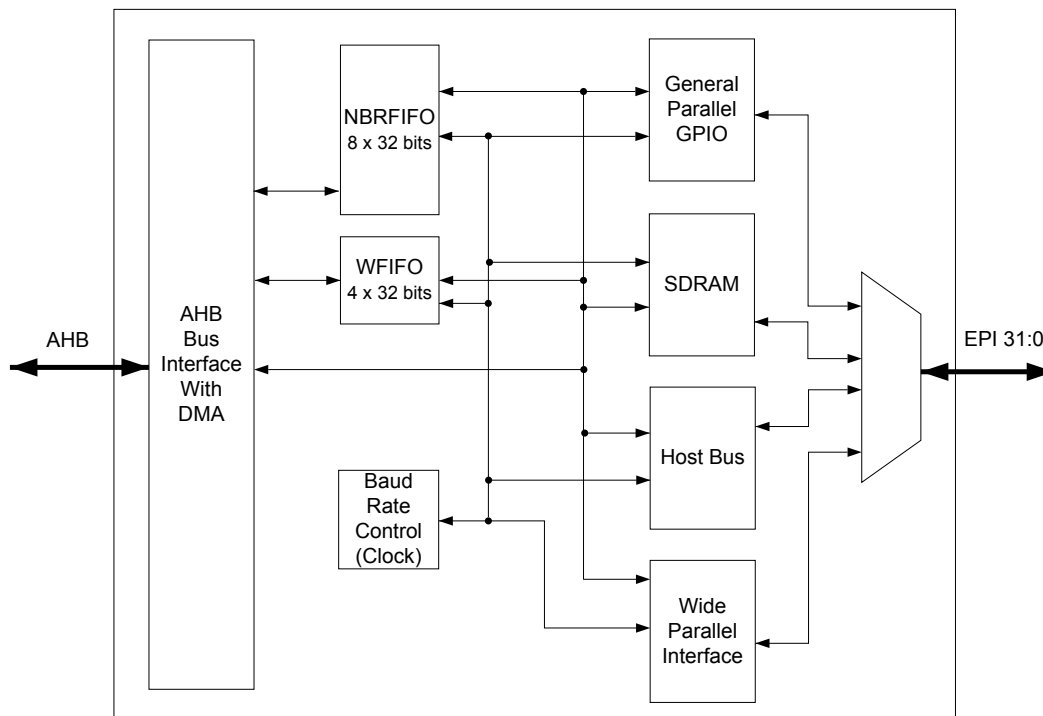 AHB
AHB
Bus
Interface
With
DMA
NBRFIFO
8 x 32 bits
WFIFO
4 x 32 bits
Baud
Rate
Control
(Clock)
General
Parallel
GPIO
SDRAM
Host Bus
Wide
Parallel
Interface
EPI 31:0